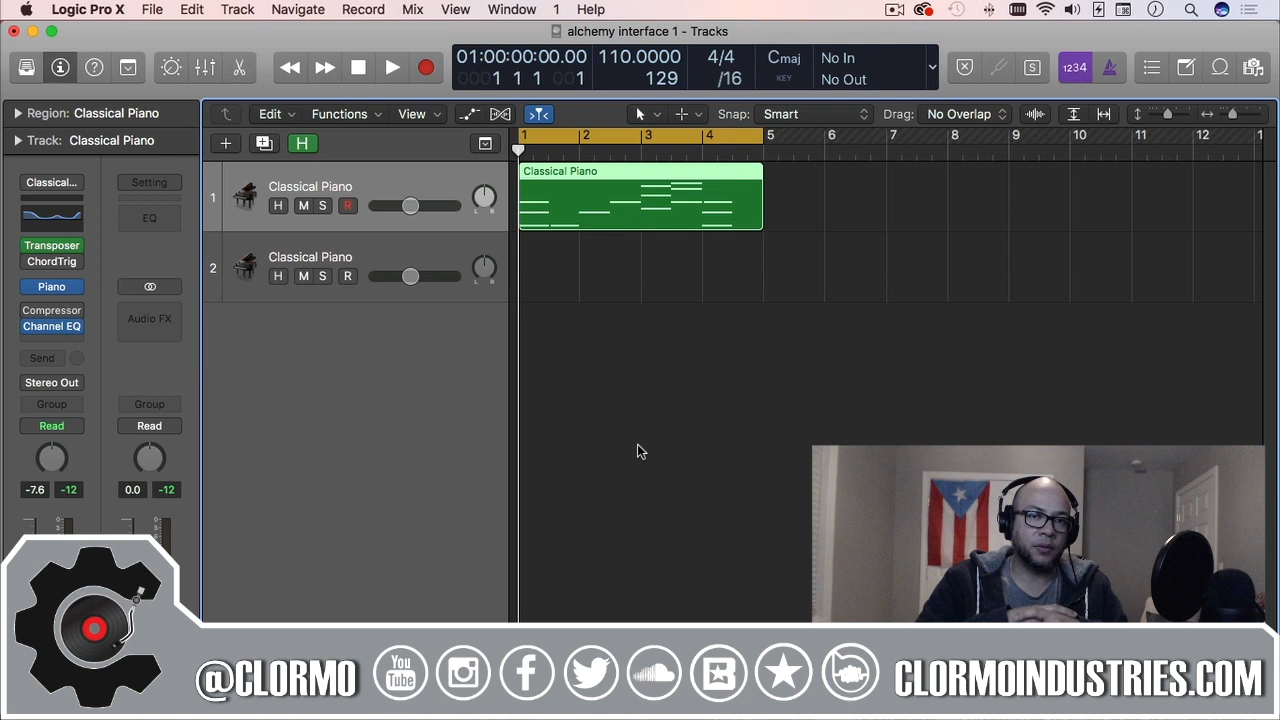 Logic Pro X File Edit Track Navigate Record Mix View Window 1 Help
alchemy interface 1 - Tracks
01:00:00:00.00 110.0000 4/4 Cmaj No In
1 1 1 1 129 /16 KEY No Out
1234
Region: Classical Piano
Track: Classical Piano
Edit Functions View Snap: Smart Drag: No Overlap
H
1 2 3 4 5 6 7 8 9 10 11 12 1
Classical... Setting
EQ
Transposer
ChordTrig
Piano
Compressor
Channel EQ
Audio FX
Send
Stereo Out
Group Group
Read Read
-7.6 -12 0.0 -12
1 Classical Piano
H M S R L R
2 Classical Piano
H M S R L R
Classical Piano
@CLORMO
You
Tube
CLORMOINDUSTRIES.COM